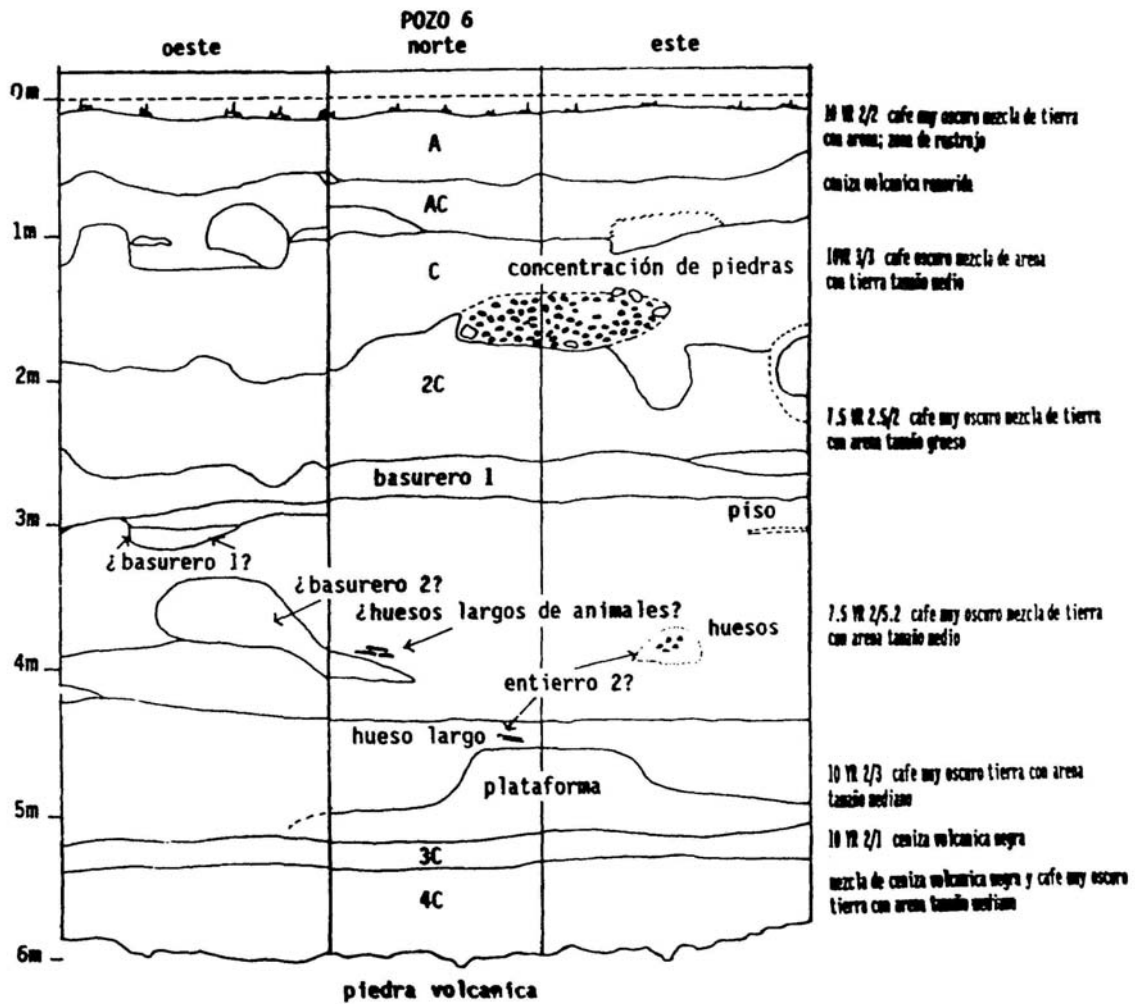 POZO 6
oeste norte este
0m
10 YR 2/2 cafe muy oscuro mezcla de tierra
con arena; zona de rastrojo
A
ceniza volcanica removida
AC
1m
C
concentración de piedras
10YR 3/3 cafe oscuro mezcla de arena
con tierra tamaño medio
2m
2C
7.5 YR 2.5/2 cafe muy oscuro mezcla de tierra
con arena tamaño grueso
basurero 1
piso
3m
¿basurero 1?
¿basurero 2?
¿huesos largos de animales?
huesos
7.5 YR 2/5.2 cafe muy oscuro mezcla de tierra
con arena tamaño medio
4m
entierro 2?
hueso largo
plataforma
10 YR 2/3 cafe muy oscuro tierra con arena
tamaño mediano
5m
10 YR 2/1 ceniza volcanica negra
3C
mezcla de ceniza volcanica negra y cafe muy oscuro
tierra con arena tamaño mediano
4C
6m
piedra volcanica